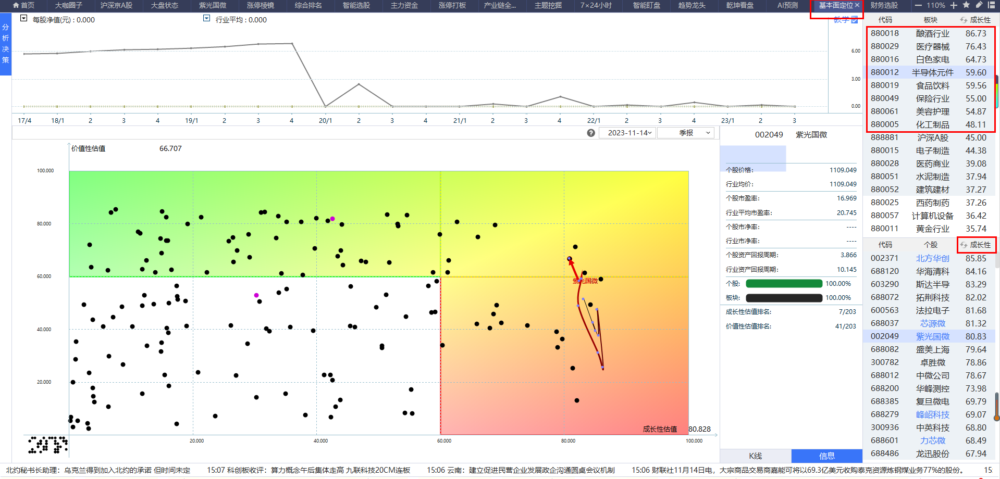 首页 大咖圈子 沪深京A股 大盘状态 紫光国微 涨停棱镜 综合排名 智能选股 主力资金 涨停打板 产业链全... 主题挖掘 7×24小时 智能盯盘 趋势龙头 乾坤看盘 AI预测 基本面定位 财务选股 110%
分析决策
每股净值(元) : 0.000 行业平均 : 0.000 教学
6.00
3.00
0.00
17/4 18/1 2 3 4 19/1 2 3 4 20/1 2 3 4 21/1 2 3 4 22/1 2 3 4 23/1 2 3
2023-11-14 季报
价值性估值 66.707
100.000
80.000
60.000
40.000
20.000
紫光国微
成长性估值 80.828
20.000 40.000 60.000 80.000 100.000
002049 紫光国微
个股价格: 1109.049
行业均价: 1109.049
个股市盈率: 16.969
行业平均市盈率: 20.745
个股市净率: ----
行业市净率: ----
个股资产回报周期: 3.866
行业资产回报周期: 10.145
个股: 100.00%
板块: 100.00%
成长性估值排名: 7/203
价值性估值排名: 41/203
K线 信息
代码 板块 成长性
880018 酿酒行业 86.73
880029 医疗器械 76.43
880016 白色家电 64.73
880012 半导体元件 59.60
880019 食品饮料 59.56
880049 保险行业 55.00
880061 美容护理 54.87
880005 化工制品 48.11
888881 沪深A股 45.00
880015 电子制造 44.38
880028 医药商业 39.08
880051 水泥制造 37.94
880052 建筑建材 37.27
880025 西药制药 37.26
880057 计算机设备 36.42
880011 黄金行业 35.74
代码 个股 成长性
002371 北方华创 85.85
688120 华海清科 84.16
603290 斯达半导 83.29
688072 拓荆科技 82.02
600563 法拉电子 81.68
688037 芯源微 81.32
002049 紫光国微 80.83
688082 盛美上海 79.64
300782 卓胜微 78.86
688012 中微公司 78.67
688200 华峰测控 73.98
688385 复旦微电 69.79
688279 峰岹科技 69.07
300936 中英科技 68.80
688601 力芯微 68.49
688486 龙迅股份 67.94
北约秘书长助理：乌克兰得到加入北约的承诺 但时间未定 15:07 科创板收评：算力概念午后集体走高 九联科技20CM连板 15:06 云南：建立促进民营企业发展政企沟通圆桌会议机制 15:06 财联社11月14日电，大宗商品交易商嘉能可将以69.3亿美元收购泰克资源炼钢煤业务77%的股份。 15: